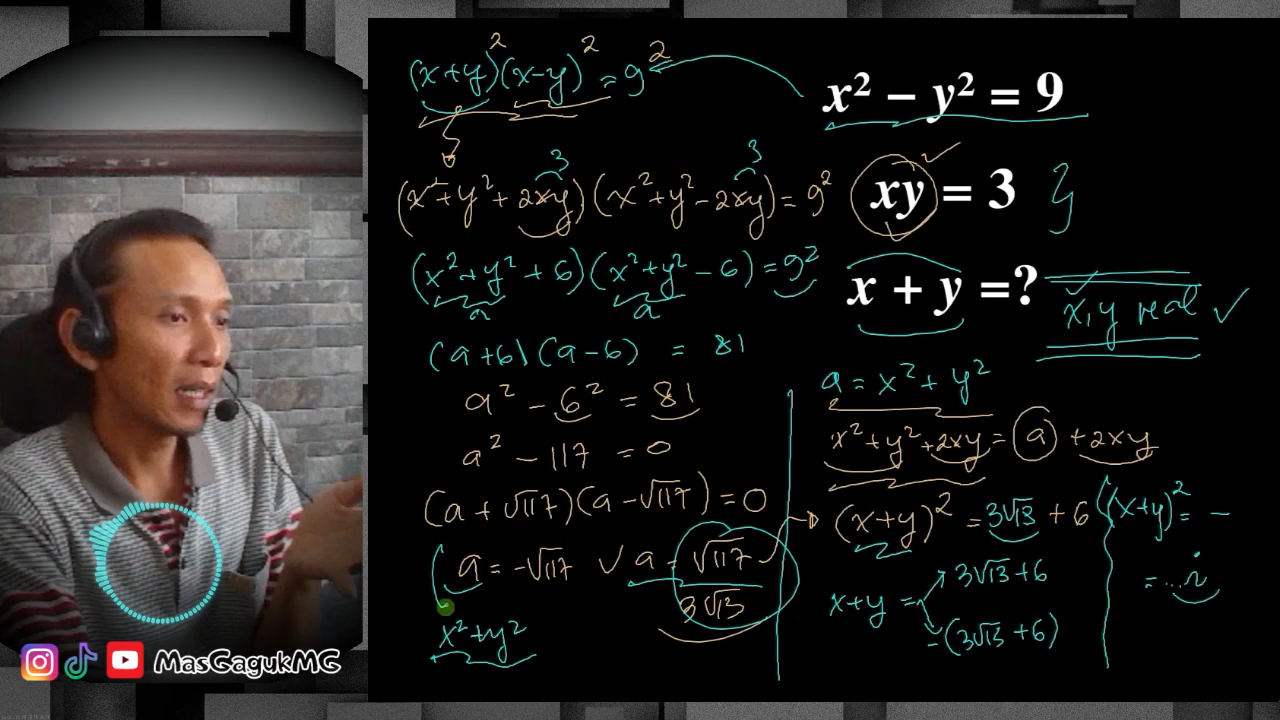 (x+y)²(x-y)² = 9²
(x²+y²+2xy)(x²+y²-2xy) = 9²
3 3
(x²+y²+6)(x²+y²-6) = 9²
a a
(a+6)(a-6) = 81
a² - 6² = 81
a² - 117 = 0
(a+√117)(a-√117) = 0
a = -√117 ∨ a = √117
3√13
x²+y²
x² − y² = 9
xy = 3
x + y =?
x, y real
a = x² + y²
x²+y²+2xy = a + 2xy
(x+y)² = 3√13 + 6
x+y = 3√13+6
-(3√13+6)
(x+y)² = -
= ...i
MasGagukMG